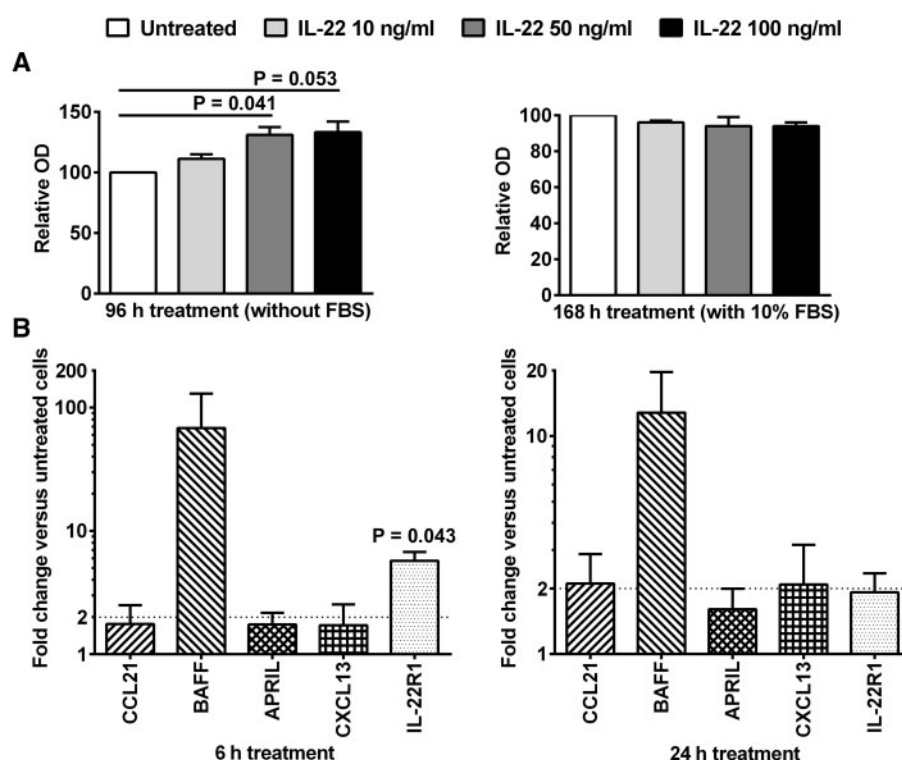 Untreated IL-22 10 ng/ml IL-22 50 ng/ml IL-22 100 ng/ml
A
P = 0.053
P = 0.041
Relative OD
150
100
50
0
96 h treatment (without FBS)
Relative OD
100
80
60
40
20
0
168 h treatment (with 10% FBS)
B
Fold change versus untreated cells
200
100
10
2
1
P = 0.043
CCL21
BAFF
APRIL
CXCL13
IL-22R1
6 h treatment
Fold change versus untreated cells
20
10
2
1
CCL21
BAFF
APRIL
CXCL13
IL-22R1
24 h treatment